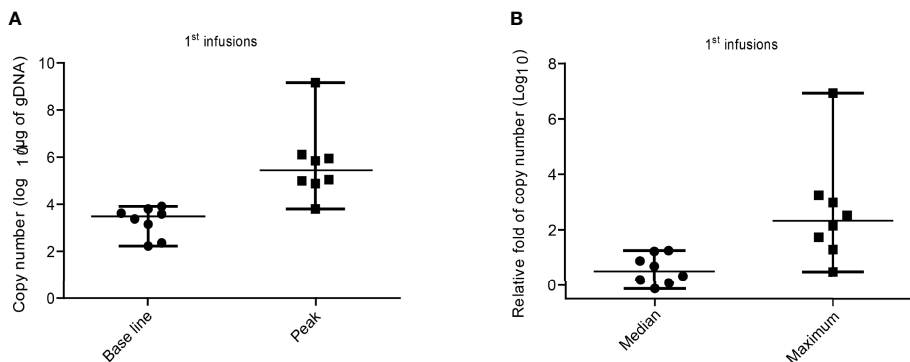 A
1st infusions
Copy number (log 10/μg of gDNA)
10
8
6
4
2
0
Base line
Peak
B
1st infusions
Relative fold of copy number (Log10)
8
6
4
2
0
Median
Maximum